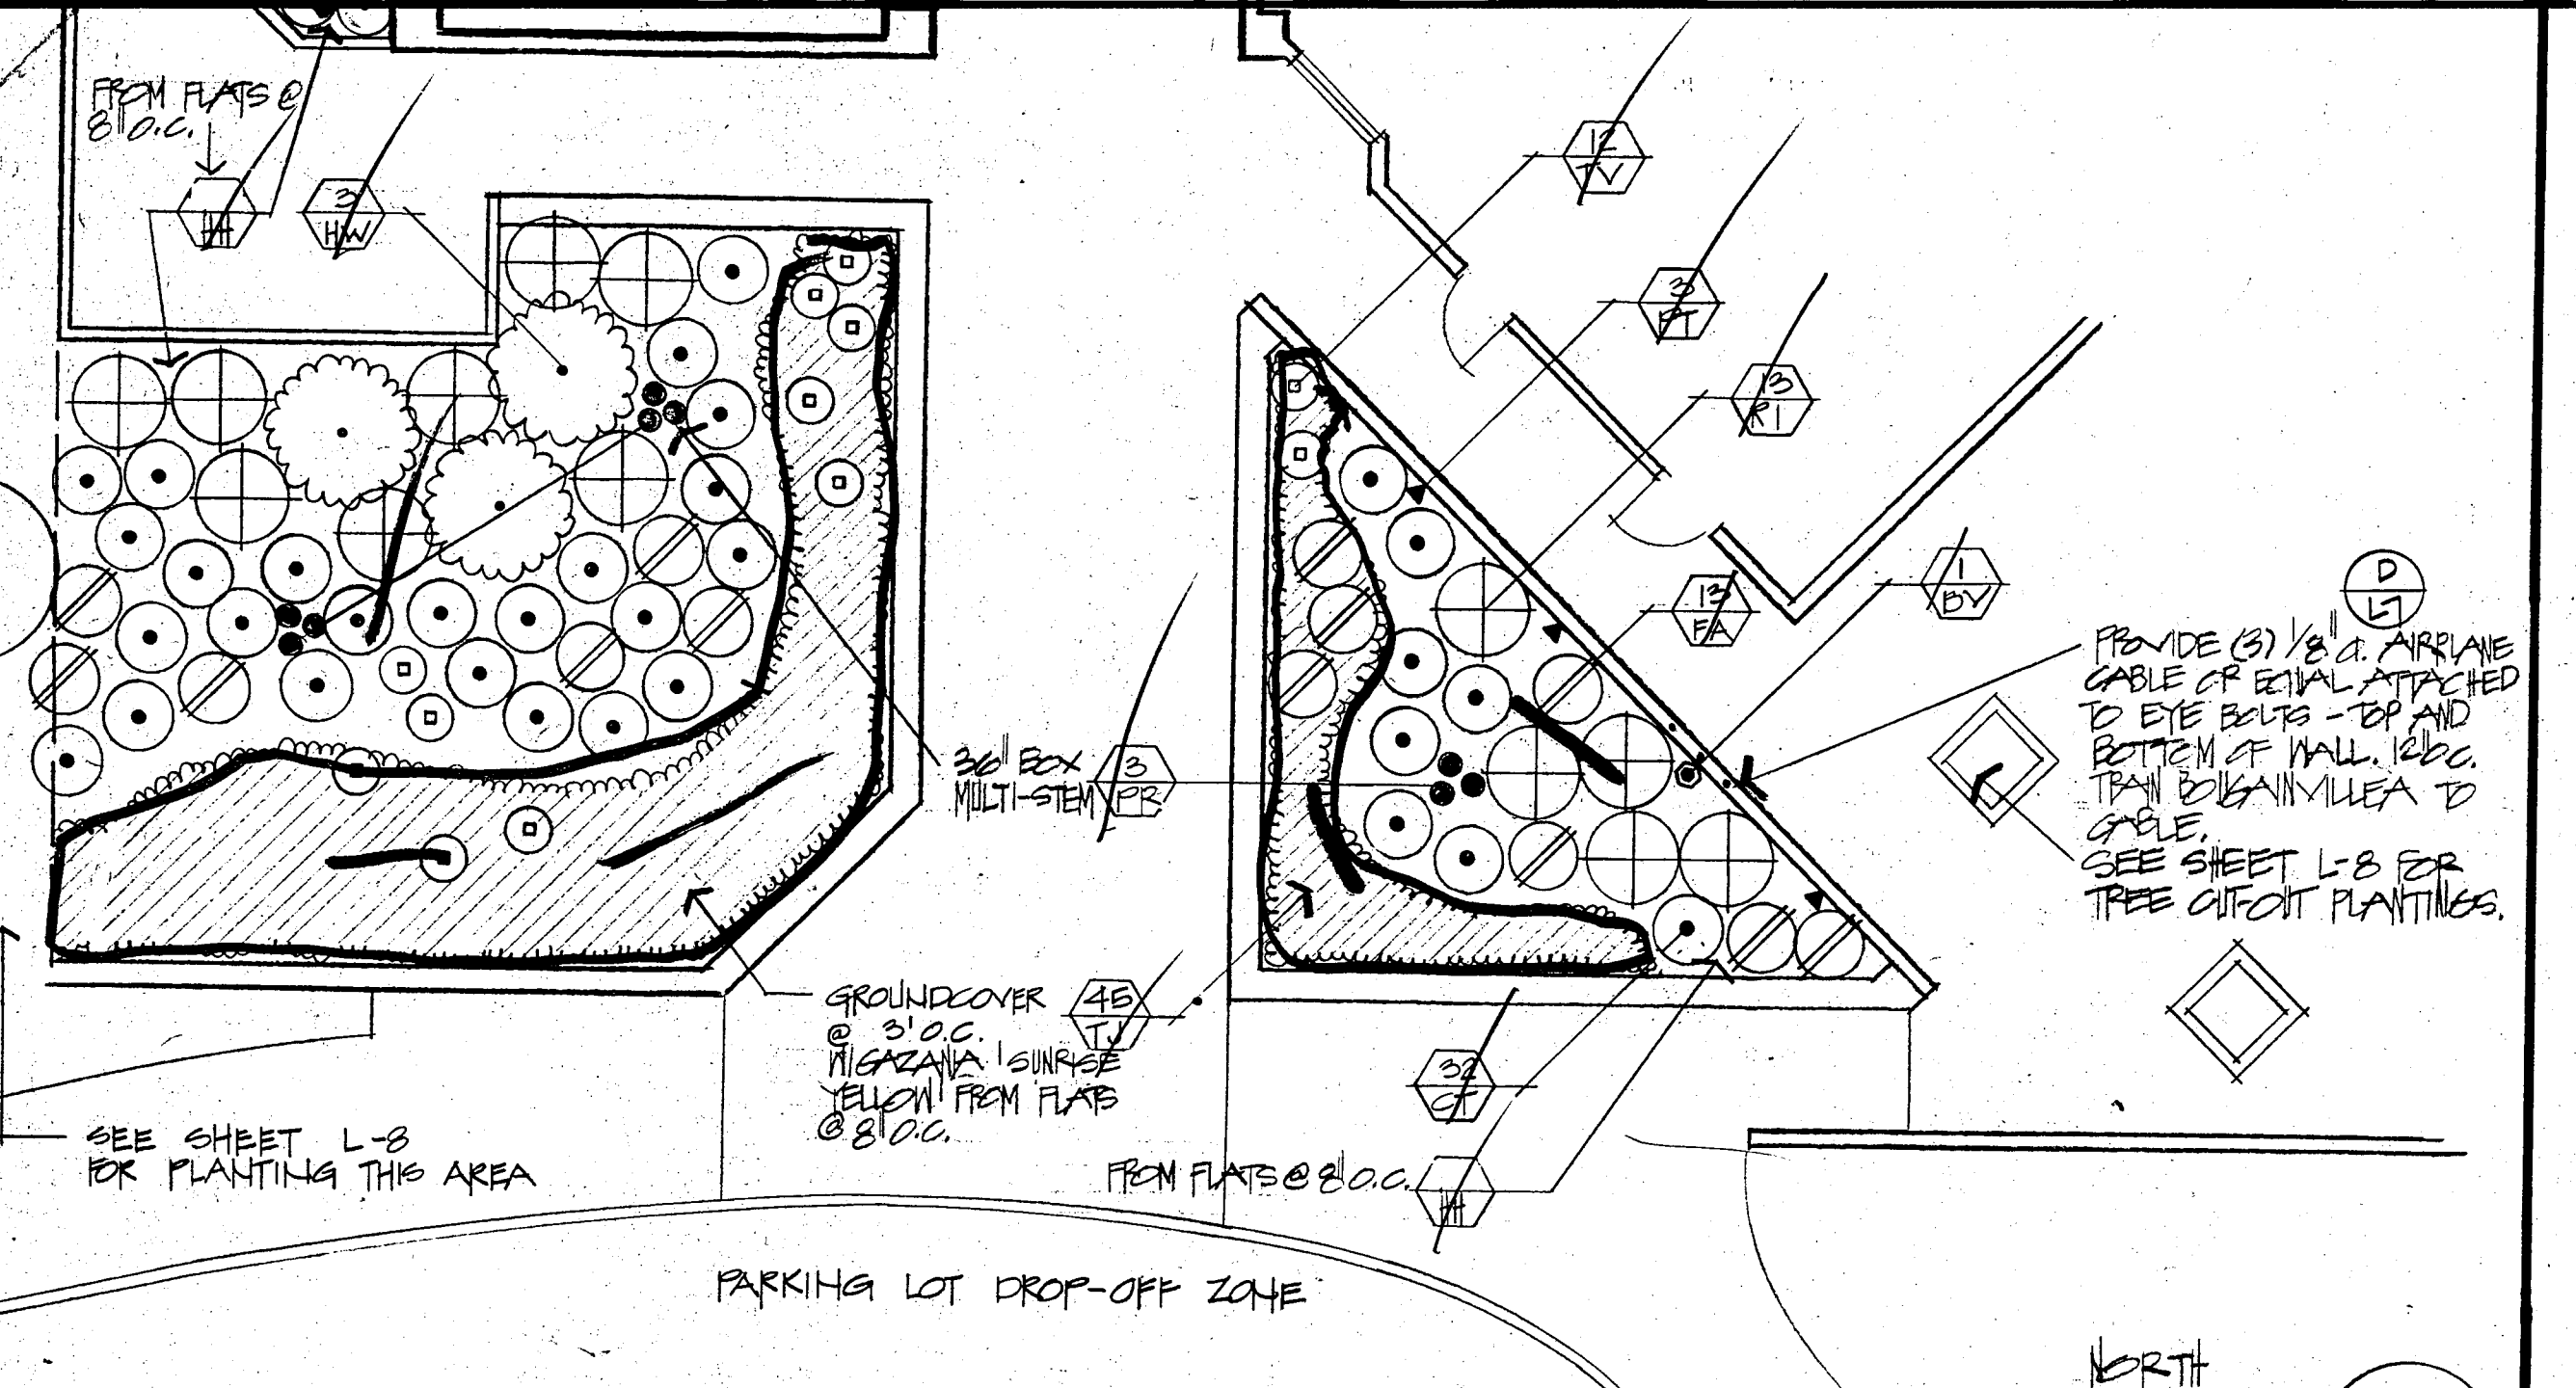 FROM FLATS @
8" O.C.
HH
3
HW
12
TV
3
PT
13
RI
13
FA
1
BV
D
L7
PROVIDE (3) 1/8" AIRPLANE
CABLE OR EQUAL ATTACHED
TO EYE BOLTS - TOP AND
BOTTOM OF WALL. 12" O.C.
TRAIN BOUGAINVILLEA TO
CABLE.
SEE SHEET L-8 FOR
TREE CUT-OUT PLANTINGS.
36" BOX
MULTI-STEM
3
PR
GROUNDCOVER
@ 3' O.C.
W/GAZANIA 'SUNRISE
YELLOW' FROM FLATS
@ 8" O.C.
45
TJ
32
CT
FROM FLATS @ 8" O.C.
HH
SEE SHEET L-8
FOR PLANTING THIS AREA
PARKING LOT DROP-OFF ZONE
NORTH